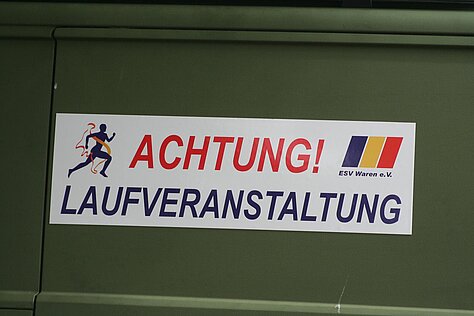 ACHTUNG!
ESV Waren e.V.
LAUFVERANSTALTUNG